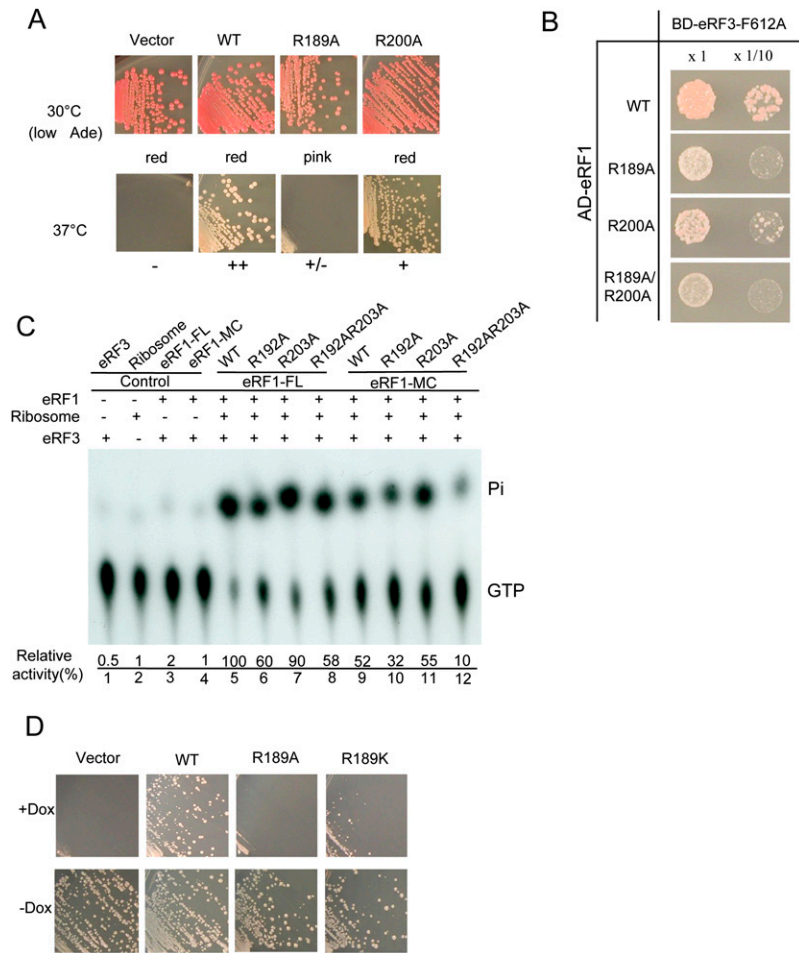 A
Vector WT R189A R200A
30°C
(low Ade)
red red pink red
37°C
- ++ +/- +
B
BD-eRF3-F612A
x 1 x 1/10
AD-eRF1
WT
R189A
R200A
R189A/
R200A
C
eRF3 Ribosome eRF1-FL eRF1-MC WT R192A R203A R192AR203A WT R192A R203A R192AR203A
Control eRF1-FL eRF1-MC
eRF1 - - + + + + + + + + + +
Ribosome - + - - + + + + + + + +
eRF3 + - + + + + + + + + + +
Pi
GTP
Relative
activity(%)
0.5 1 2 1 100 60 90 58 52 32 55 10
1 2 3 4 5 6 7 8 9 10 11 12
D
Vector WT R189A R189K
+Dox
-Dox